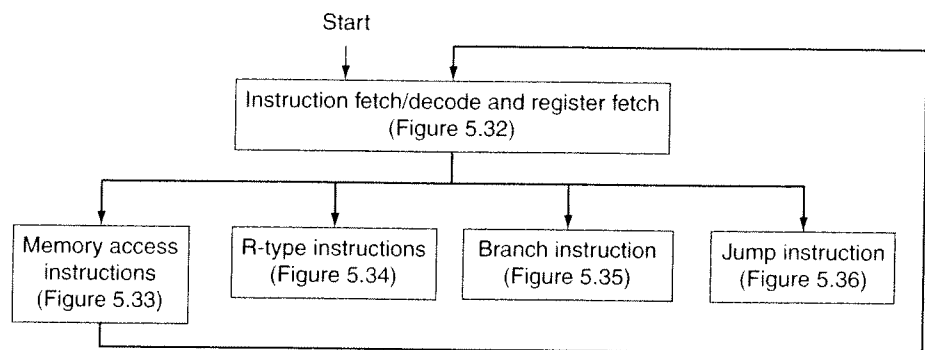 Start
Instruction fetch/decode and register fetch
(Figure 5.32)
Memory access
instructions
(Figure 5.33)
R-type instructions
(Figure 5.34)
Branch instruction
(Figure 5.35)
Jump instruction
(Figure 5.36)